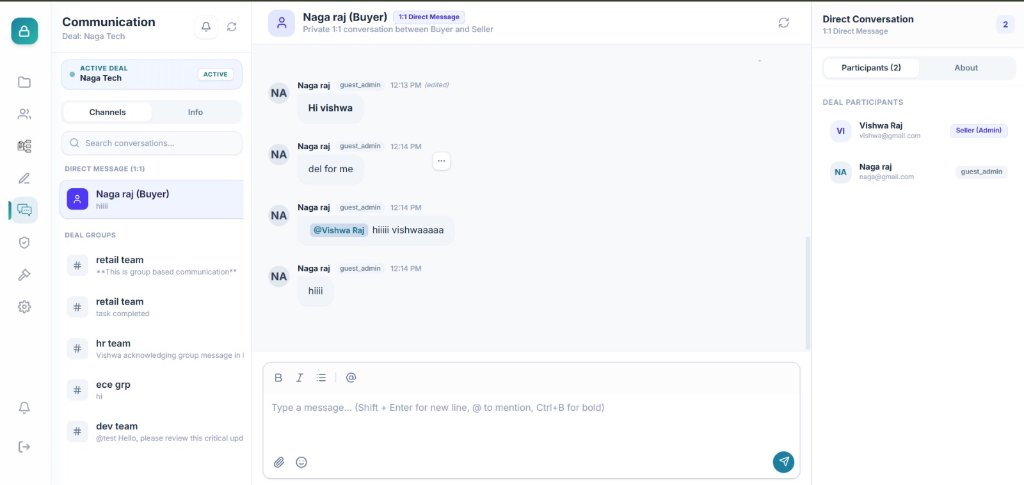 Communication
Deal: Naga Tech
ACTIVE DEAL
Naga Tech
ACTIVE
Channels
Info
Search conversations...
DIRECT MESSAGE (1:1)
Naga raj (Buyer)
hiiii
DEAL GROUPS
# retail team
**This is group based communication**
# retail team
task completed
# hr team
Vishwa acknowledging group message in
# ece grp
hi
# dev team
@test Hello, please review this critical upd
Naga raj (Buyer) 1:1 Direct Message
Private 1:1 conversation between Buyer and Seller
NA Naga raj guest_admin 12:13 PM (edited)
Hi vishwa
NA Naga raj guest_admin 12:14 PM
del for me
...
NA Naga raj guest_admin 12:14 PM
@Vishwa Raj hiiiii vishwaaaaa
NA Naga raj guest_admin 12:14 PM
hiiii
B I @
Type a message... (Shift + Enter for new line, @ to mention, Ctrl+B for bold)
Direct Conversation
1:1 Direct Message
2
Participants (2)
About
DEAL PARTICIPANTS
VI Vishwa Raj Seller (Admin)
vishwa@gmail.com
NA Naga raj guest_admin
naga@gmail.com